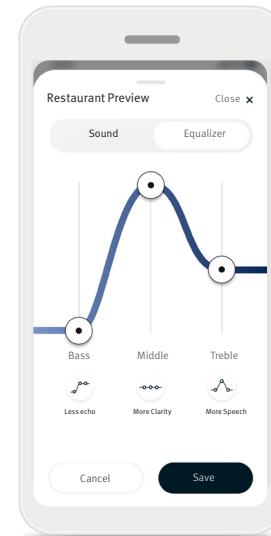 Restaurant Preview
Close ×
Sound
Equalizer
Bass
Middle
Treble
Less echo
More Clarity
More Speech
Cancel
Save